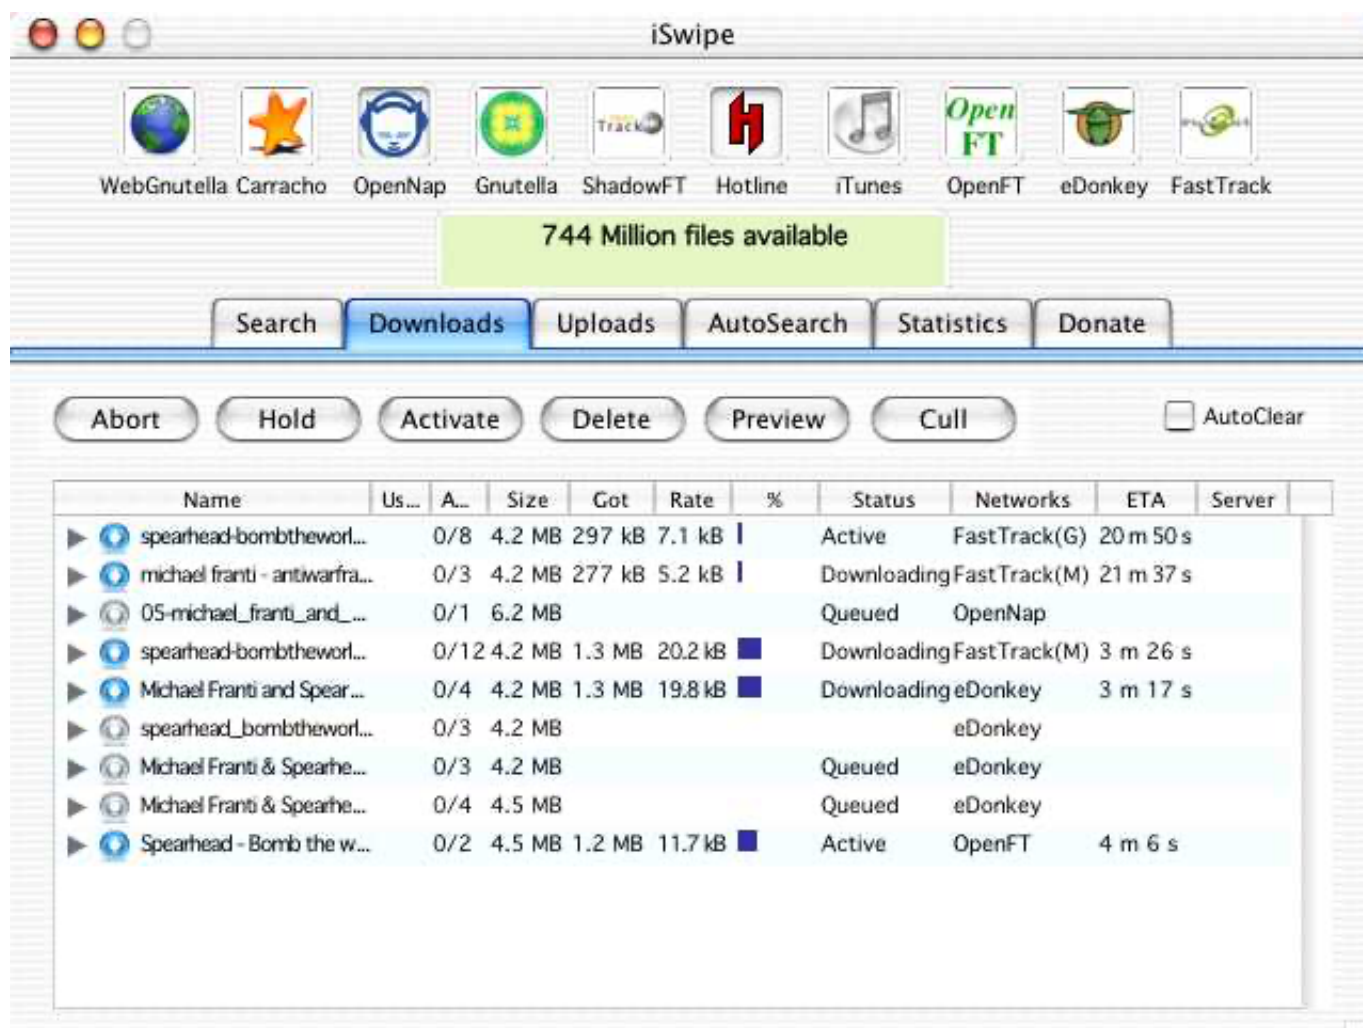 iSwipe
Track
Open
FT
WebGnutella Carracho OpenNap Gnutella ShadowFT Hotline iTunes OpenFT eDonkey FastTrack
744 Million files available
Search Downloads Uploads AutoSearch Statistics Donate
Abort Hold Activate Delete Preview Cull AutoClear
Name Us... A... Size Got Rate % Status Networks ETA Server
spearhead-bombtheworl... 0/8 4.2 MB 297 kB 7.1 kB Active FastTrack(G) 20 m 50 s
michael franti - antiwarfra... 0/3 4.2 MB 277 kB 5.2 kB Downloading FastTrack(M) 21 m 37 s
05-michael_franti_and_... 0/1 6.2 MB Queued OpenNap
spearhead-bombtheworl... 0/12 4.2 MB 1.3 MB 20.2 kB Downloading FastTrack(M) 3 m 26 s
Michael Franti and Spear... 0/4 4.2 MB 1.3 MB 19.8 kB Downloading eDonkey 3 m 17 s
spearhead_bombtheworl... 0/3 4.2 MB eDonkey
Michael Franti & Spearhe... 0/3 4.2 MB Queued eDonkey
Michael Franti & Spearhe... 0/4 4.5 MB Queued eDonkey
Spearhead - Bomb the w... 0/2 4.5 MB 1.2 MB 11.7 kB Active OpenFT 4 m 6 s